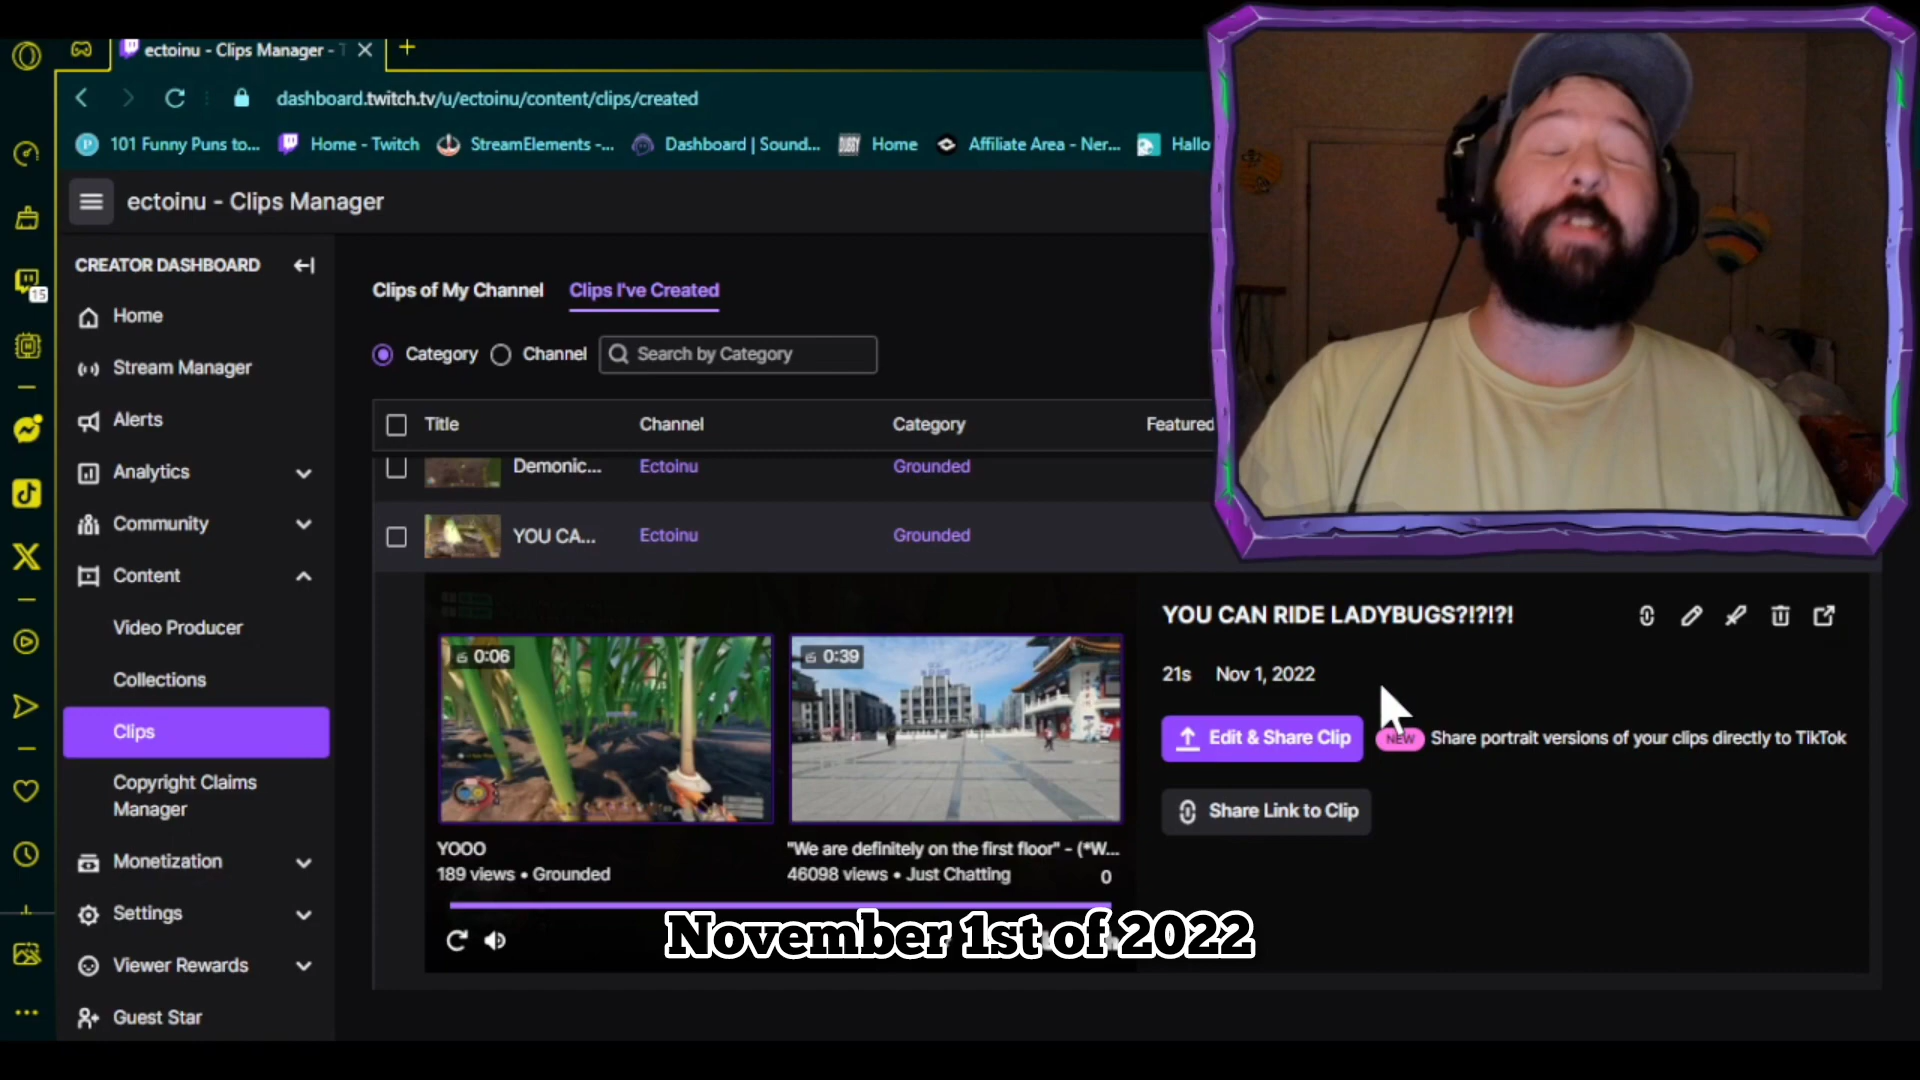 ectoinu - Clips Manager - T
dashboard.twitch.tv/u/ectoinu/content/clips/created
101 Funny Puns to... Home - Twitch StreamElements -... Dashboard | Sound... Home Affiliate Area - Ner... Hallo
ectoinu - Clips Manager
CREATOR DASHBOARD
Home
Stream Manager
Alerts
Analytics
Community
Content
Video Producer
Collections
Clips
Copyright Claims
Manager
Monetization
Settings
Viewer Rewards
Guest Star
15
Clips of My Channel Clips I've Created
Category Channel Search by Category
Title Channel Category Featured
Demonic... Ectoinu Grounded
YOU CA... Ectoinu Grounded
0:06 0:39
YOOO
189 views • Grounded
"We are definitely on the first floor" - (*W...
46098 views • Just Chatting
0
YOU CAN RIDE LADYBUGS?!?!?!
21s Nov 1, 2022
Edit & Share Clip NEW Share portrait versions of your clips directly to TikTok
Share Link to Clip
November 1st of 2022